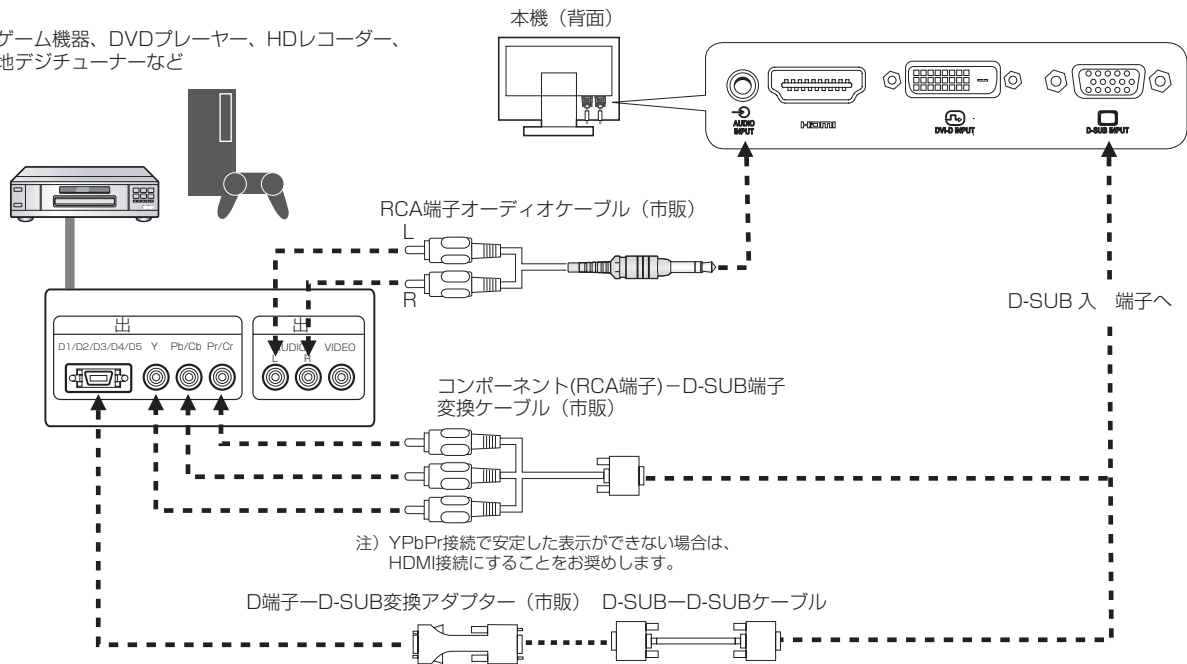 本機（背面）
ゲーム機器、DVDプレーヤー、HDレコーダー、
地デジチューナーなど
AUDIO
INPUT
HDMI
DVI-D INPUT
D-SUB INPUT
RCA端子オーディオケーブル（市販）
L
R
D-SUB 入　端子へ
出
出
D1/D2/D3/D4/D5 Y Pb/Cb Pr/Cr
AUDIO VIDEO
L R
コンポーネント(RCA端子)−D-SUB端子
変換ケーブル（市販）
注）YPbPr接続で安定した表示ができない場合は、
HDMI接続にすることをお奨めします。
D端子ーD-SUB変換アダプター（市販） D-SUBーD-SUBケーブル